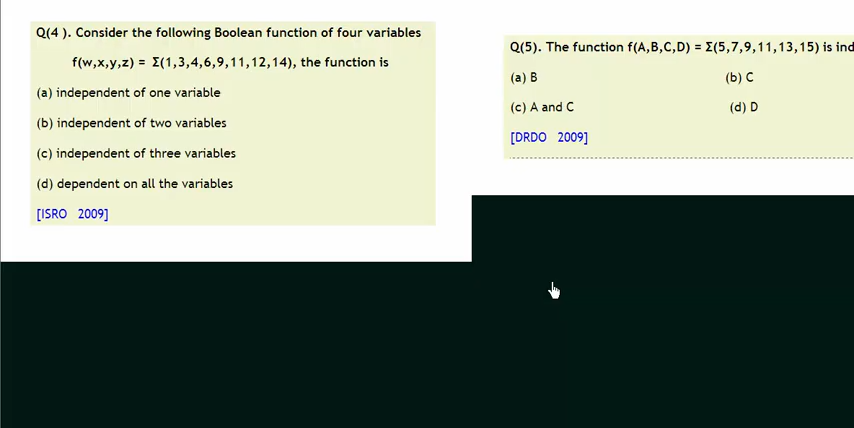 Q(4 ). Consider the following Boolean function of four variables
f(w,x,y,z) = Σ(1,3,4,6,9,11,12,14), the function is
(a) independent of one variable
(b) independent of two variables
(c) independent of three variables
(d) dependent on all the variables
[ISRO 2009]
Q(5). The function f(A,B,C,D) = Σ(5,7,9,11,13,15) is ind
(a) B
(b) C
(c) A and C
(d) D
[DRDO 2009]